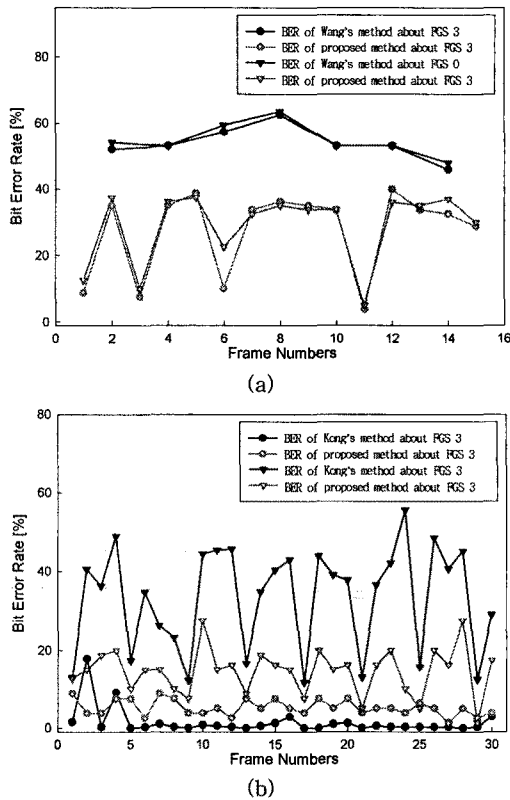 BER of Wang's method about FGS 3
BER of proposed method about FGS 3
BER of Wang's method about FGS 0
BER of proposed method about FGS 3
Bit Error Rate [%]
80
60
40
20
0
0 2 4 6 8 10 12 14 16
Frame Numbers
(a)
BER of Kong's method about FGS 3
BER of proposed method about FGS 3
BER of Kong's method about FGS 3
BER of proposed method about FGS 3
Bit Error Rate [%]
80
60
40
20
0
0 5 10 15 20 25 30
Frame Numbers
(b)